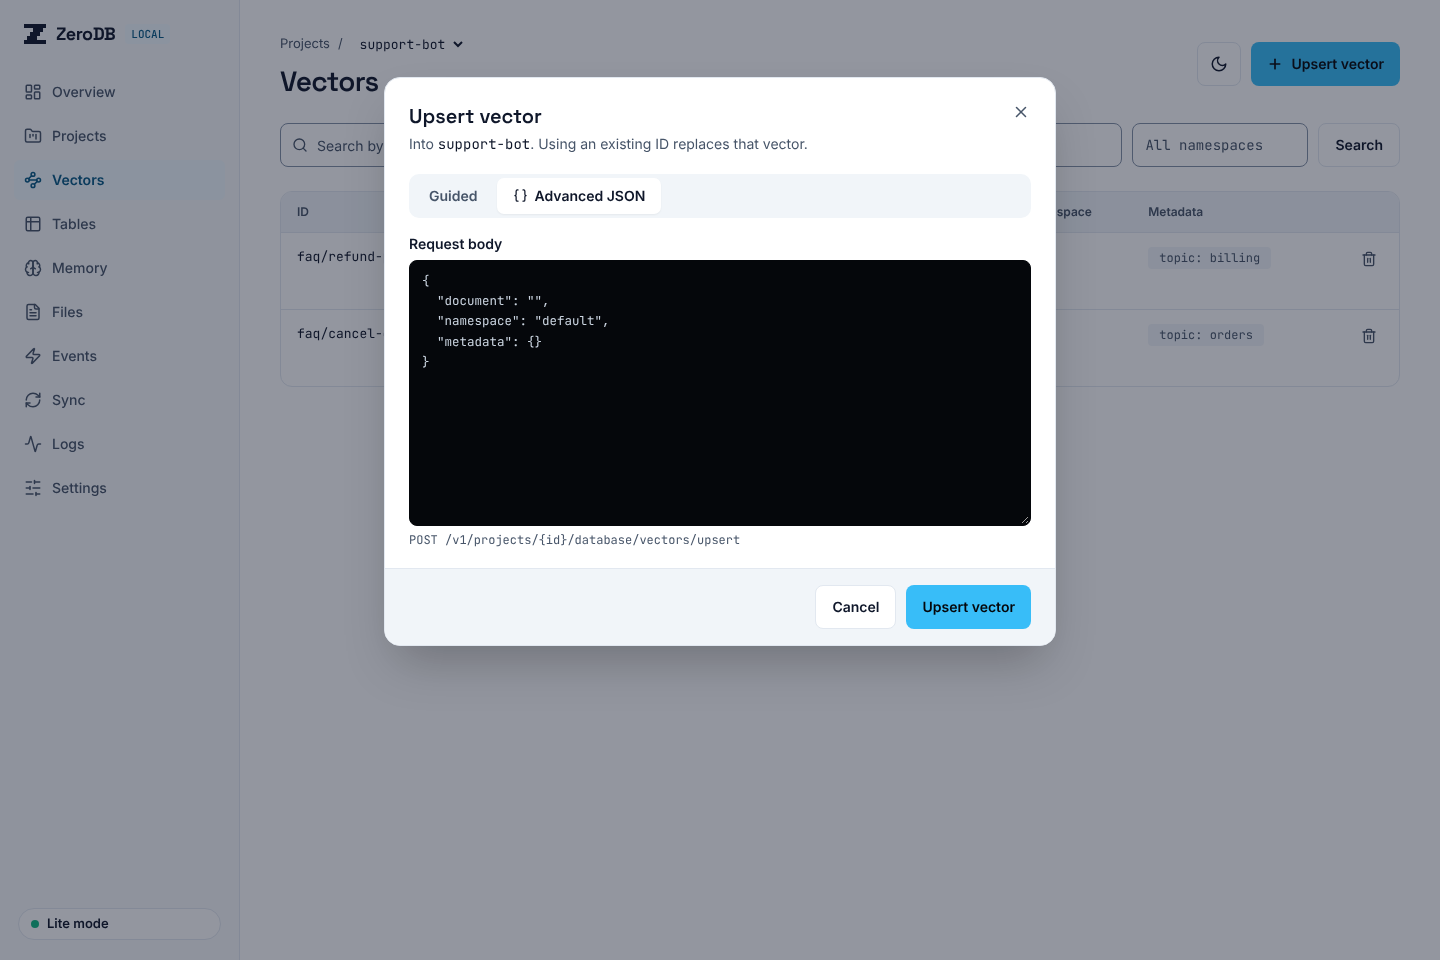 ZeroDB LOCAL
Overview
Projects
Vectors
Tables
Memory
Files
Events
Sync
Logs
Settings
Lite mode
Projects / support-bot
Vectors
Upsert vector
Search by
All namespaces
Search
ID
space
Metadata
faq/refund-
topic: billing
faq/cancel-
topic: orders
Upsert vector
Into support-bot. Using an existing ID replaces that vector.
Guided
{} Advanced JSON
Request body
{
  "document": "",
  "namespace": "default",
  "metadata": {}
}
POST /v1/projects/{id}/database/vectors/upsert
Cancel
Upsert vector